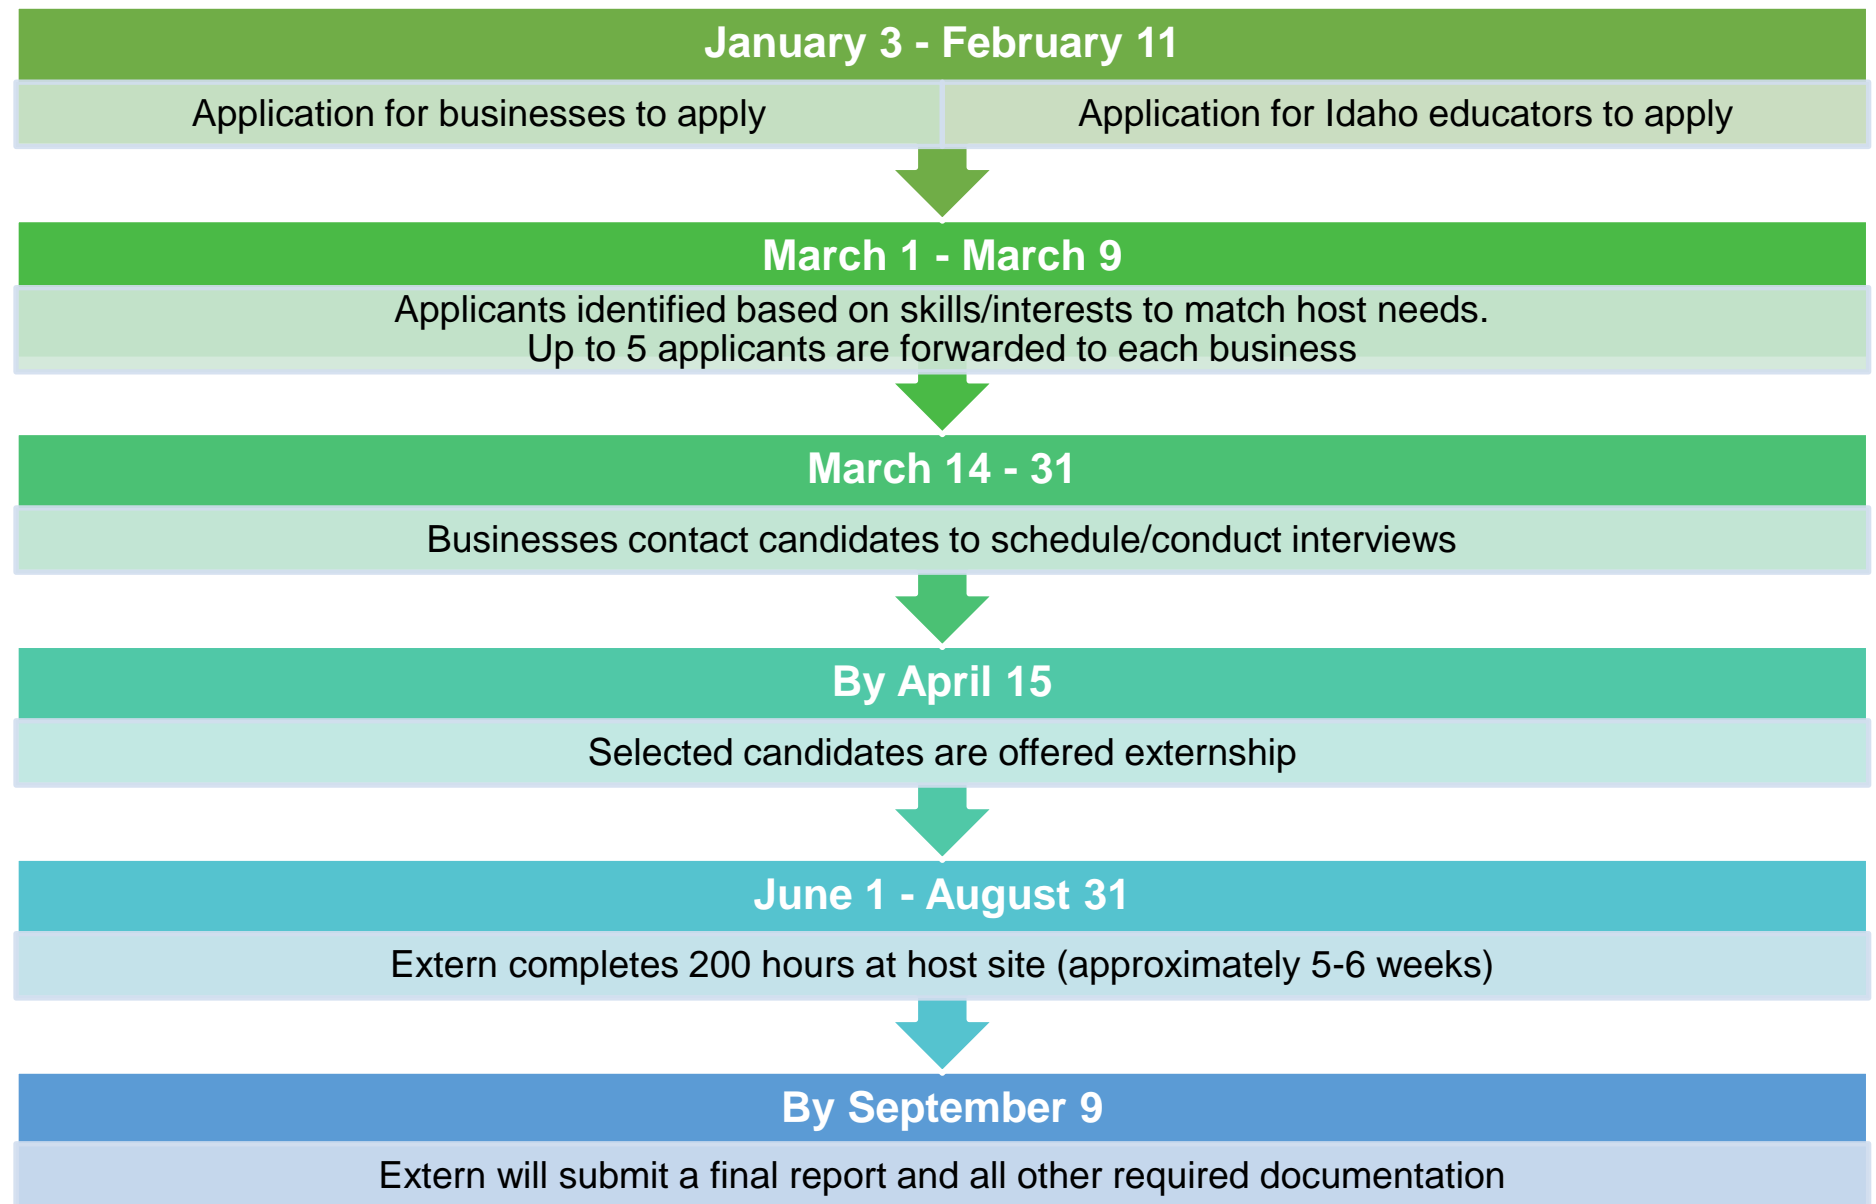 January 3 - February 11
Application for businesses to apply
Application for Idaho educators to apply
March 1 - March 9
Applicants identified based on skills/interests to match host needs.
Up to 5 applicants are forwarded to each business
March 14 - 31
Businesses contact candidates to schedule/conduct interviews
By April 15
Selected candidates are offered externship
June 1 - August 31
Extern completes 200 hours at host site (approximately 5-6 weeks)
By September 9
Extern will submit a final report and all other required documentation